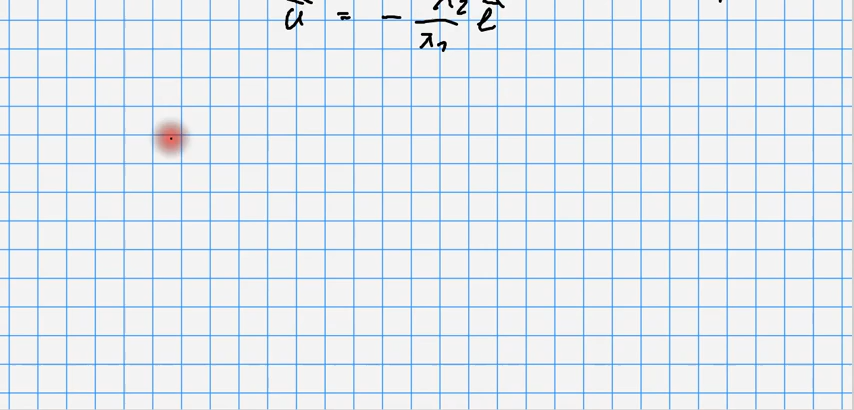 a⃗ = - λ₂/λ₁ b⃗